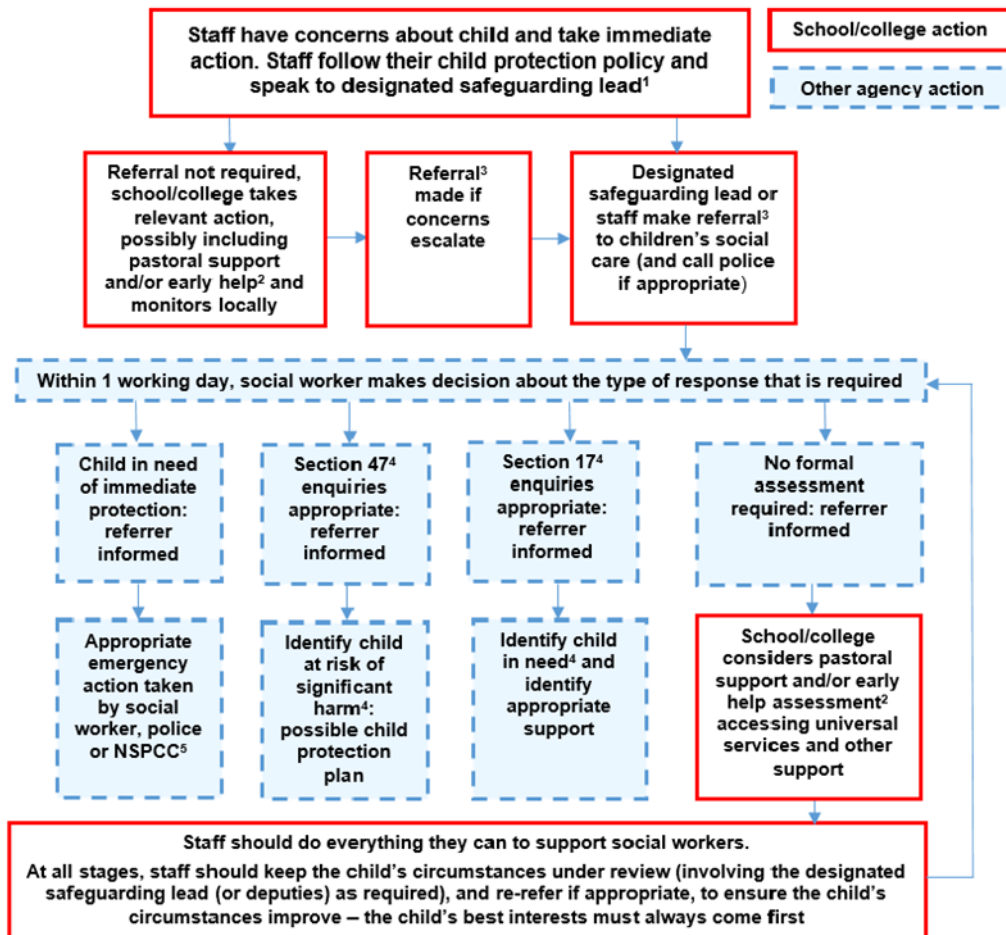 Staff have concerns about child and take immediate
action. Staff follow their child protection policy and
speak to designated safeguarding lead¹
School/college action
Other agency action
Referral not required,
school/college takes
relevant action,
possibly including
pastoral support
and/or early help² and
monitors locally
Referral³
made if
concerns
escalate
Designated
safeguarding lead or
staff make referral³
to children’s social
care (and call police
if appropriate)
Within 1 working day, social worker makes decision about the type of response that is required
Child in need
of immediate
protection:
referrer
informed
Section 47⁴
enquiries
appropriate:
referrer
informed
Section 17⁴
enquiries
appropriate:
referrer
informed
No formal
assessment
required: referrer
informed
Appropriate
emergency
action taken
by social
worker, police
or NSPCC⁵
Identify child
at risk of
significant
harm⁴:
possible child
protection
plan
Identify child
in need⁴ and
identify
appropriate
support
School/college
considers pastoral
support and/or early
help assessment²
accessing universal
services and other
support
Staff should do everything they can to support social workers.
At all stages, staff should keep the child’s circumstances under review (involving the designated
safeguarding lead (or deputies) as required), and re-refer if appropriate, to ensure the child’s
circumstances improve – the child’s best interests must always come first